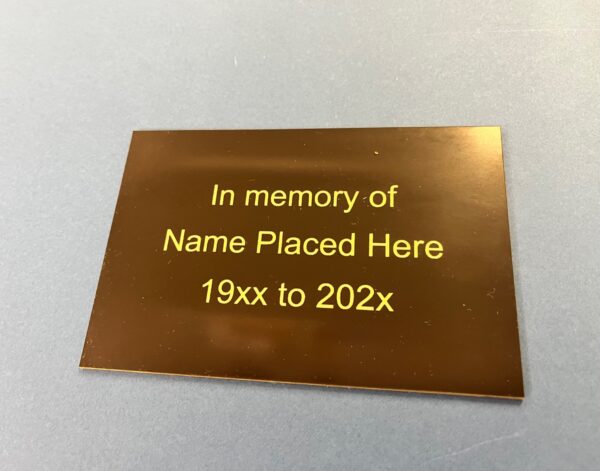 In memory of
Name Placed Here
19xx to 202x